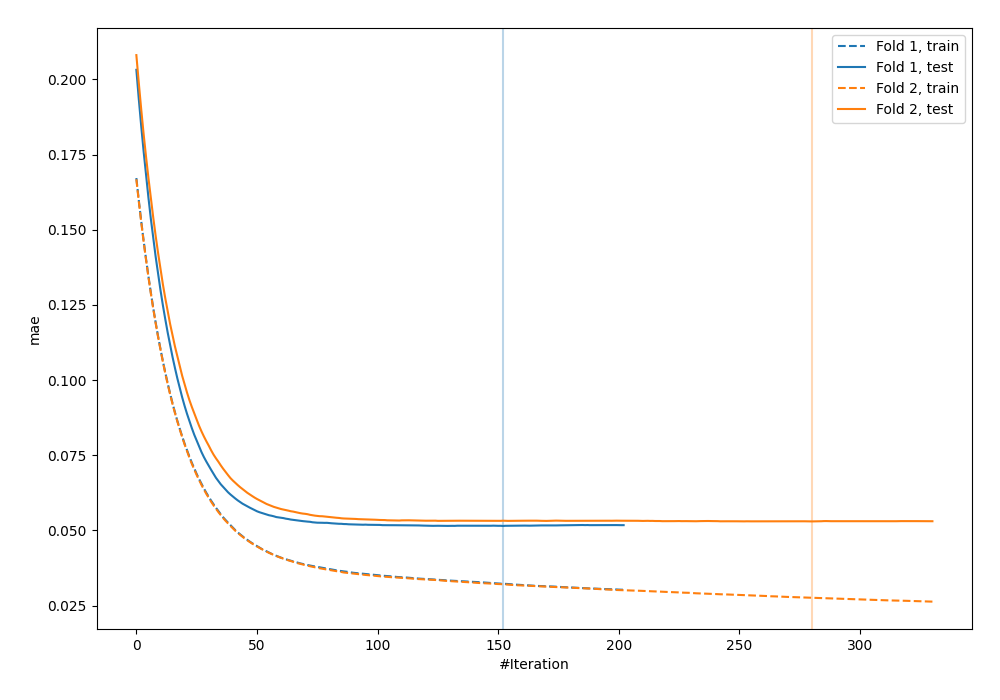 0.200
0.175
0.150
0.125
0.100
0.075
0.050
0.025
mae
0 50 100 150 200 250 300
#Iteration
Fold 1, train
Fold 1, test
Fold 2, train
Fold 2, test